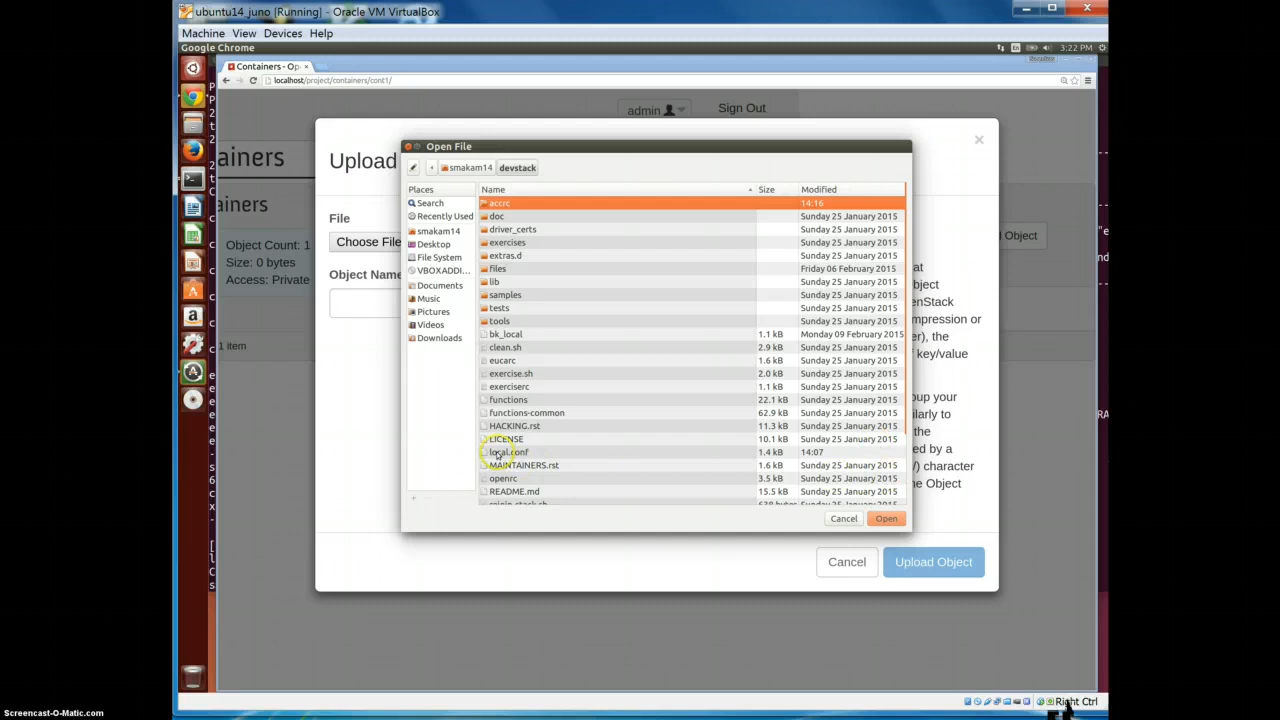 ubuntu14_juno [Running] - Oracle VM VirtualBox
Machine View Devices Help
Google Chrome
En
3:22 PM
Containers - Op
localhost/project/containers/cont1/
admin
Sign Out
ainers
Upload
ainers
Object Count: 1
Size: 0 bytes
Access: Private
1 item
File
Choose File
Object Name
Open File
smakam14 devstack
Places
Search
Recently Used
smakam14
Desktop
File System
VBOXADDI...
Documents
Music
Pictures
Videos
Downloads
Name Size Modified
accrc 14:16
doc Sunday 25 January 2015
driver_certs Sunday 25 January 2015
exercises Sunday 25 January 2015
extras.d Sunday 25 January 2015
files Friday 06 February 2015
lib Sunday 25 January 2015
samples Sunday 25 January 2015
tests Sunday 25 January 2015
tools Sunday 25 January 2015
bk_local 1.1 kB Monday 09 February 2015
clean.sh 2.9 kB Sunday 25 January 2015
eucarc 1.6 kB Sunday 25 January 2015
exercise.sh 2.0 kB Sunday 25 January 2015
exerciserc 1.1 kB Sunday 25 January 2015
functions 22.1 kB Sunday 25 January 2015
functions-common 62.9 kB Sunday 25 January 2015
HACKING.rst 11.3 kB Sunday 25 January 2015
LICENSE 10.1 kB Sunday 25 January 2015
local.conf 1.4 kB 14:07
MAINTAINERS.rst 1.6 kB Sunday 25 January 2015
openrc 3.5 kB Sunday 25 January 2015
README.md 15.5 kB Sunday 25 January 2015
Cancel Open
d Object
at
bject
enStack
mpression or
er), the
f key/value
oup your
ilarly to
, the
ed by a
/) character
he Object
Cancel Upload Object
Right Ctrl
Screencast-O-Matic.com